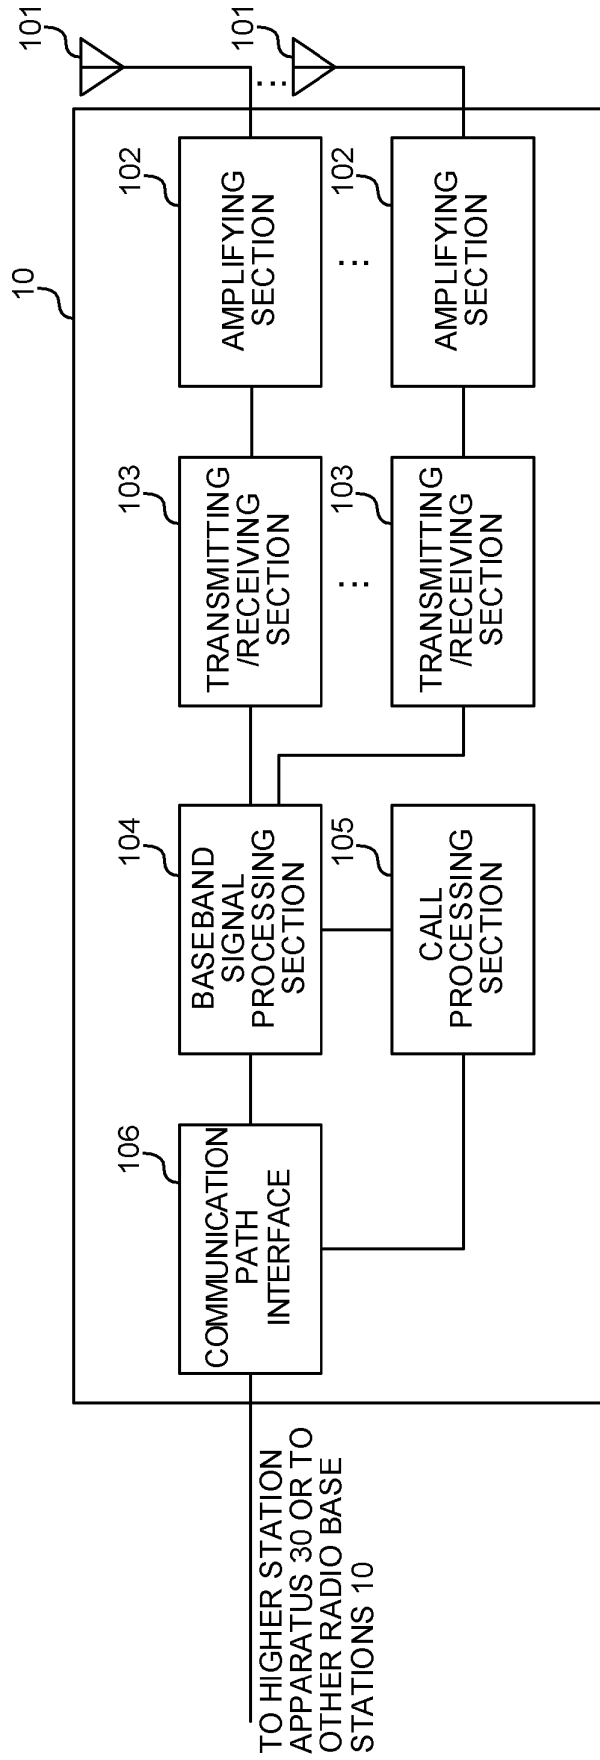 10
101
101
...
102
AMPLIFYING
SECTION
...
102
AMPLIFYING
SECTION
103
TRANSMITTING
/RECEIVING
SECTION
...
103
TRANSMITTING
/RECEIVING
SECTION
104
BASEBAND
SIGNAL
PROCESSING
SECTION
105
CALL
PROCESSING
SECTION
106
COMMUNICATION
PATH
INTERFACE
TO HIGHER STATION
APPARATUS 30 OR TO
OTHER RADIO BASE
STATIONS 10